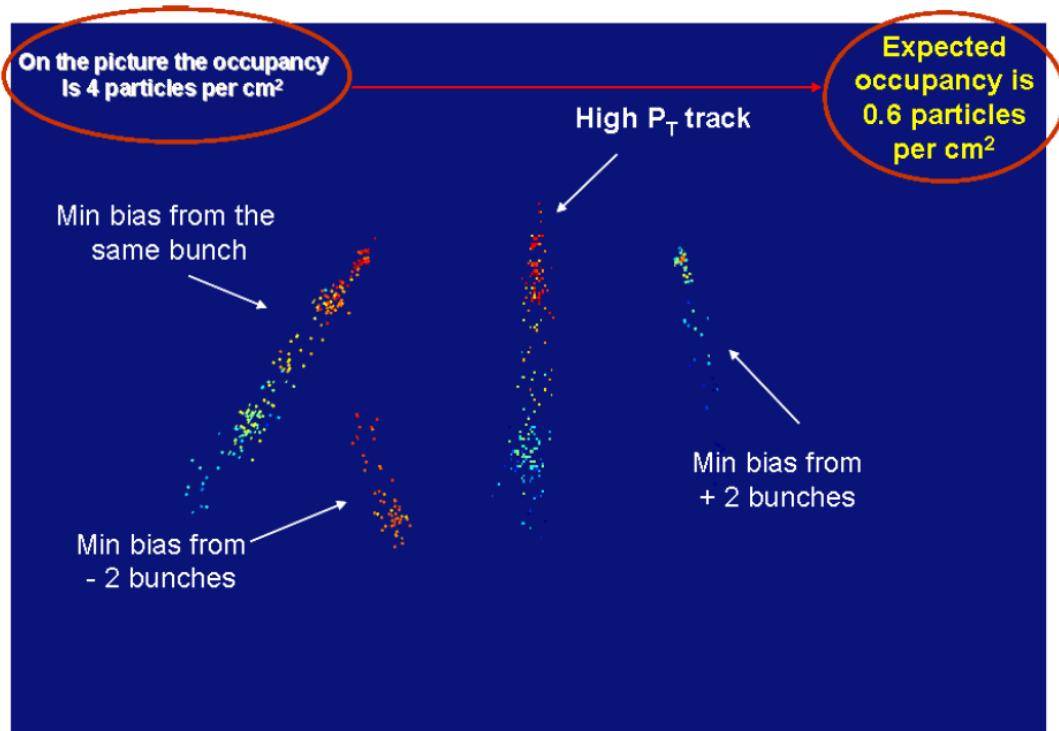 On the picture the occupancy
Is 4 particles per cm²
Expected
occupancy is
0.6 particles
per cm²
High P_T track
Min bias from the
same bunch
Min bias from
+ 2 bunches
Min bias from
- 2 bunches